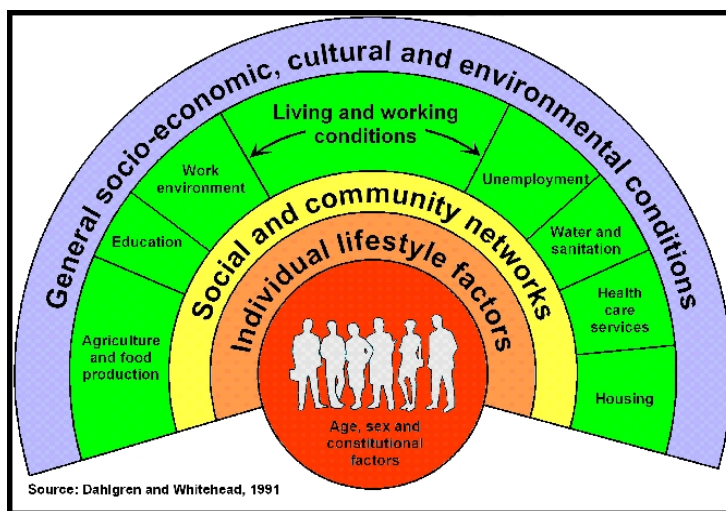 General socio-economic, cultural and environmental conditions
Living and working
conditions
Work
environment
Unemployment
Education
Water and
sanitation
Agriculture
and food
production
Health
care
services
Housing
Social and community networks
Individual lifestyle factors
Age, sex and
constitutional
factors
Source: Dahlgren and Whitehead, 1991